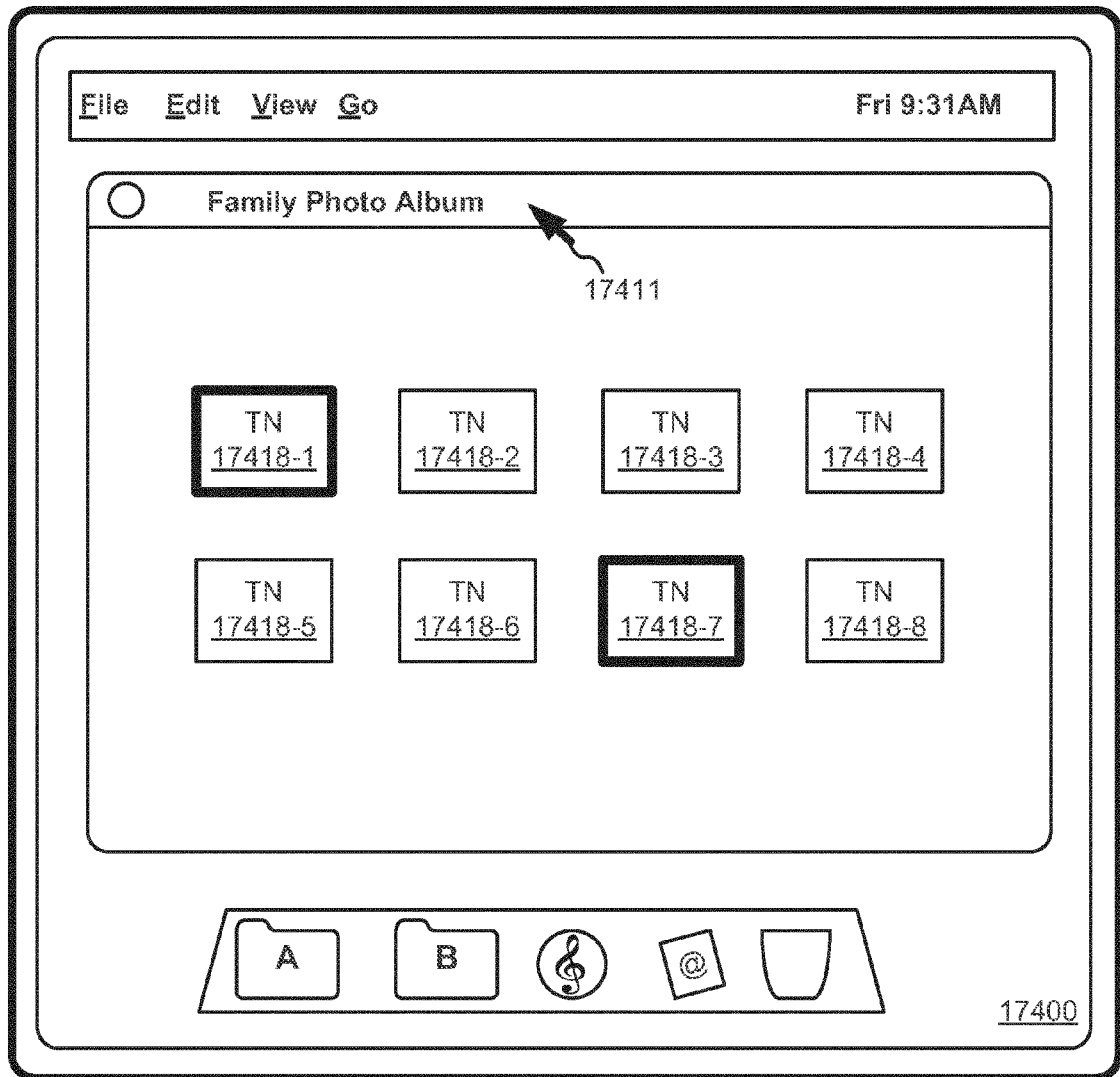 File Edit View Go Fri 9:31AM
Family Photo Album
17411
TN TN TN TN
17418-1 17418-2 17418-3 17418-4
TN TN TN TN
17418-5 17418-6 17418-7 17418-8
A B @
17400